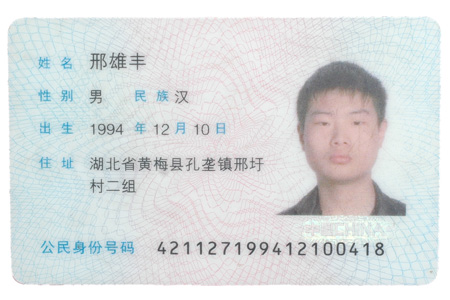 姓名 邢雄丰
性别 男 民族 汉
出生 1994 年 12 月 10 日
住址 湖北省黄梅县孔垄镇邢圩
村二组
公民身份号码 421127199412100418
CHINA